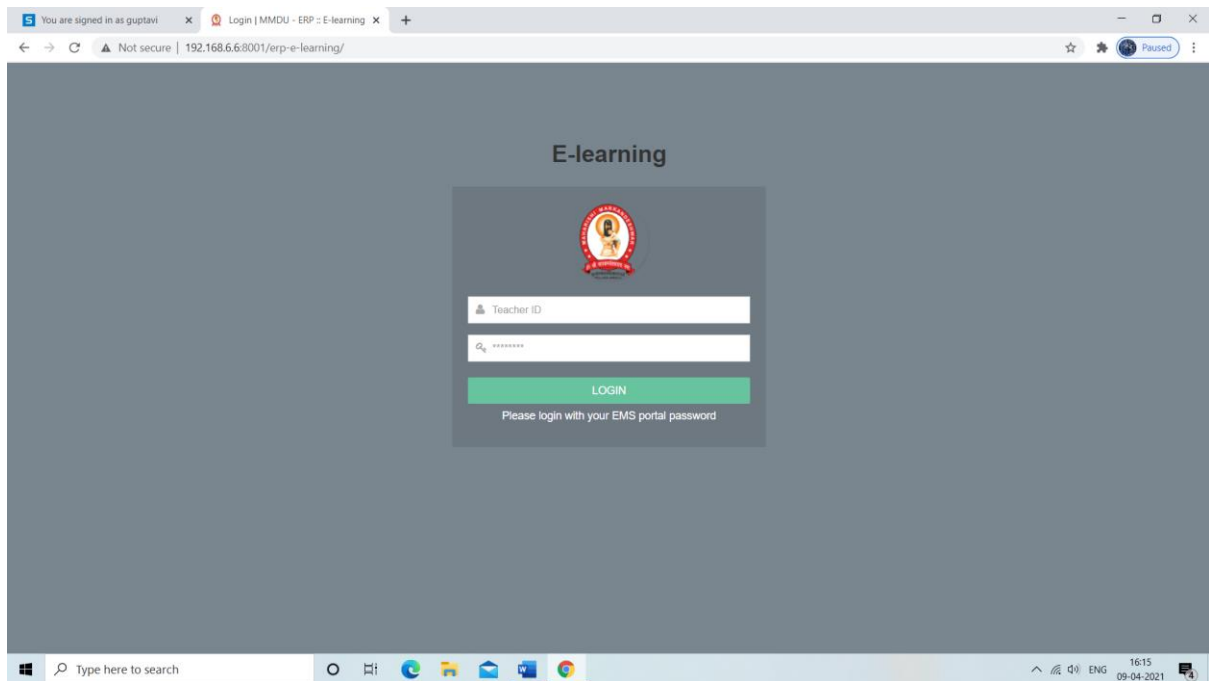 You are signed in as guptavi
Login | MMDU - ERP :: E-learning
Not secure | 192.168.6.6:8001/erp-e-learning/
Paused
E-learning
Teacher ID
********
LOGIN
Please login with your EMS portal password
Type here to search
ENG
16:15
09-04-2021
4